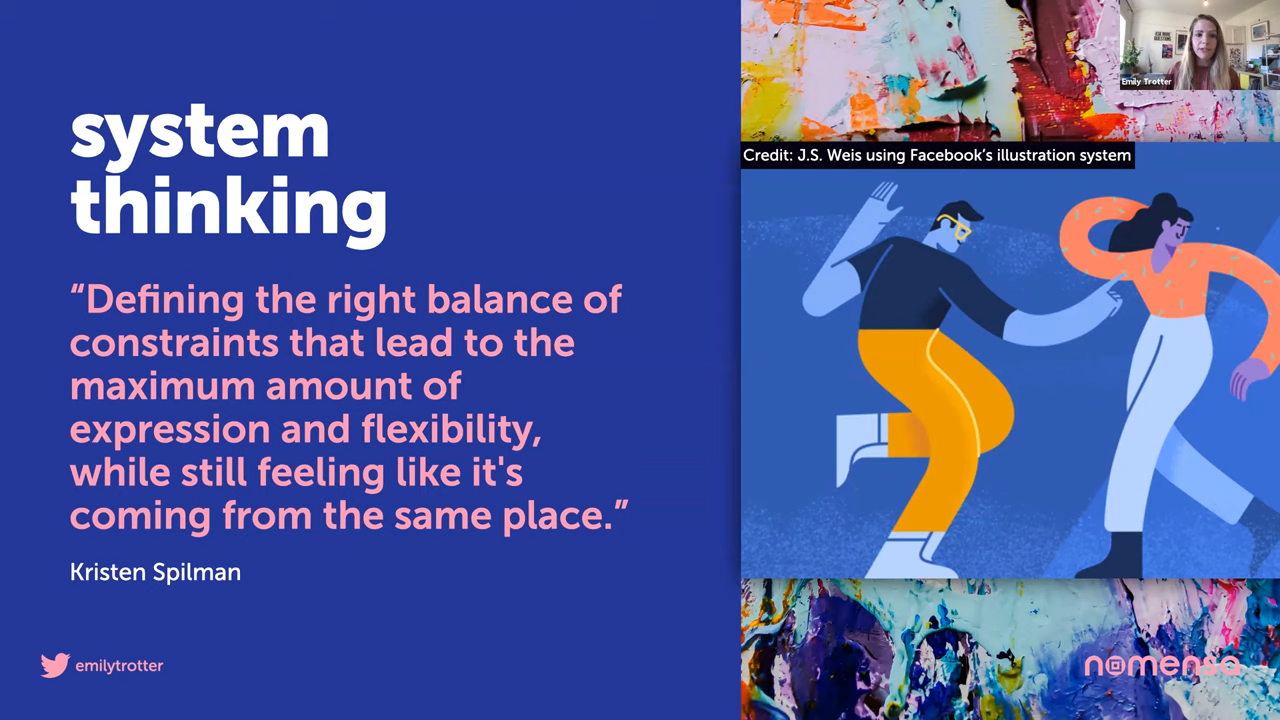 system
thinking
“Defining the right balance of
constraints that lead to the
maximum amount of
expression and flexibility,
while still feeling like it's
coming from the same place.”
Kristen Spilman
emilytrotter
Emily Trotter
Credit: J.S. Weis using Facebook’s illustration system
nomensa